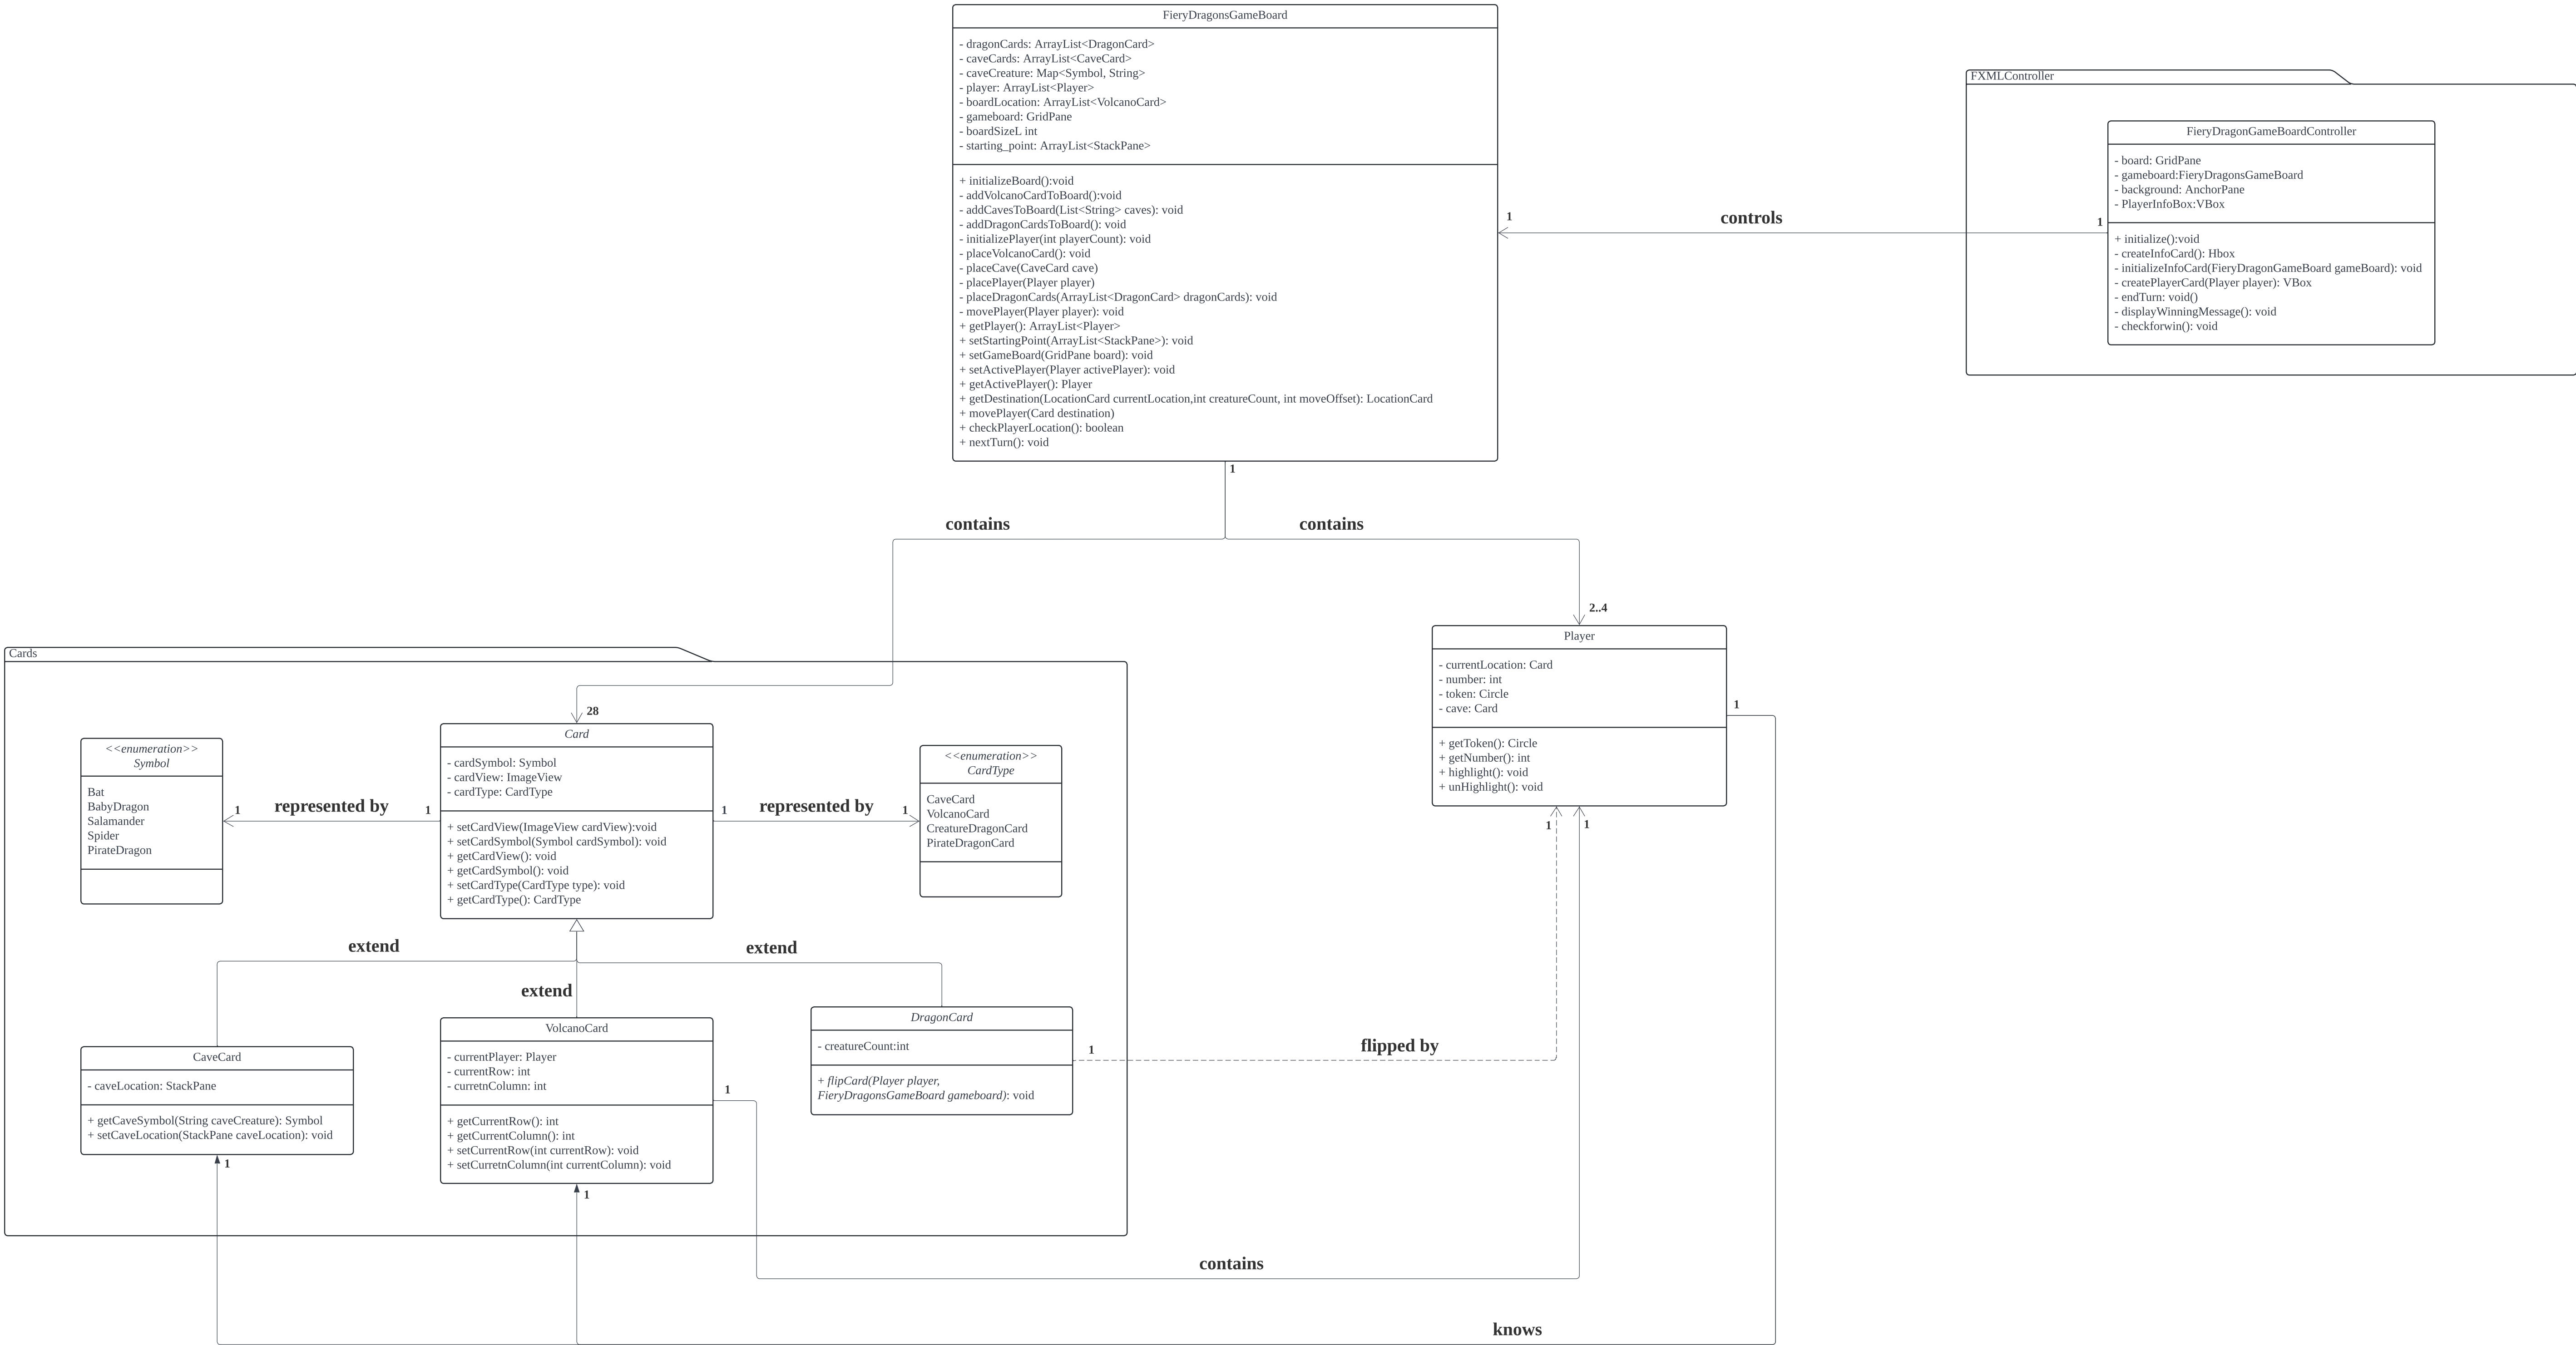 FieryDragonsGameBoard
- dragonCards: ArrayList<DragonCard>
- caveCards: ArrayList<CaveCard>
- caveCreature: Map<Symbol, String>
- player: ArrayList<Player>
- boardLocation: ArrayList<VolcanoCard>
- gameboard: GridPane
- boardSizeL int
- starting_point: ArrayList<StackPane>
+ initializeBoard():void
- addVolcanoCardToBoard():void
- addCavesToBoard(List<String> caves): void
- addDragonCardsToBoard(): void
- initializePlayer(int playerCount): void
- placeVolcanoCard(): void
- placeCave(CaveCard cave)
- placePlayer(Player player)
- placeDragonCards(ArrayList<DragonCard> dragonCards): void
- movePlayer(Player player): void
+ getPlayer(): ArrayList<Player>
+ setStartingPoint(ArrayList<StackPane>): void
+ setGameBoard(GridPane board): void
+ setActivePlayer(Player activePlayer): void
+ getActivePlayer(): Player
+ getDestination(LocationCard currentLocation,int creatureCount, int moveOffset): LocationCard
+ movePlayer(Card destination)
+ checkPlayerLocation(): boolean
+ nextTurn(): void
1
controls
1
FXMLController
FieryDragonGameBoardController
- board: GridPane
- gameboard:FieryDragonsGameBoard
- background: AnchorPane
- PlayerInfoBox:VBox
+ initialize():void
- createInfoCard(): Hbox
- initializeInfoCard(FieryDragonGameBoard gameBoard): void
- createPlayerCard(Player player): VBox
- endTurn: void()
- displayWinningMessage(): void
- checkforwin(): void
1
contains
contains
2..4
Player
- currentLocation: Card
- number: int
- token: Circle
- cave: Card
+ getToken(): Circle
+ getNumber(): int
+ highlight(): void
+ unHighlight(): void
1
1
1
Cards
28
<<enumeration>>
Symbol
Bat
BabyDragon
Salamander
Spider
PirateDragon
1
represented by
1
Card
- cardSymbol: Symbol
- cardView: ImageView
- cardType: CardType
+ setCardView(ImageView cardView):void
+ setCardSymbol(Symbol cardSymbol): void
+ getCardView(): void
+ getCardSymbol(): void
+ setCardType(CardType type): void
+ getCardType(): CardType
1
represented by
1
<<enumeration>>
CardType
CaveCard
VolcanoCard
CreatureDragonCard
PirateDragonCard
extend
extend
extend
CaveCard
- caveLocation: StackPane
+ getCaveSymbol(String caveCreature): Symbol
+ setCaveLocation(StackPane caveLocation): void
1
VolcanoCard
- currentPlayer: Player
- currentRow: int
- curretnColumn: int
+ getCurrentRow(): int
+ getCurrentColumn(): int
+ setCurrentRow(int currentRow): void
+ setCurretnColumn(int currentColumn): void
1
1
DragonCard
- creatureCount:int
+ flipCard(Player player,
FieryDragonsGameBoard gameboard): void
1
flipped by
contains
knows